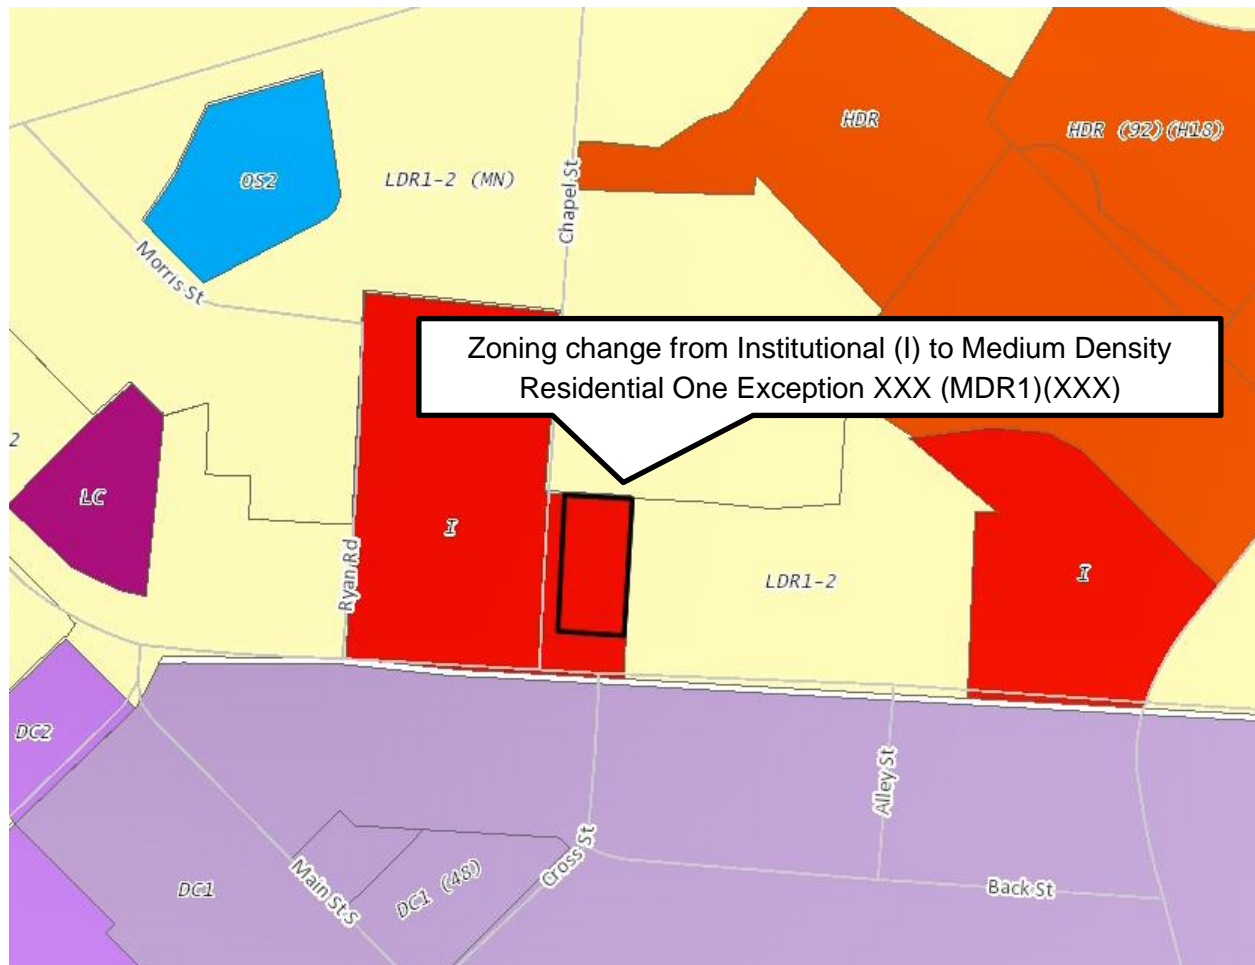 HDR
HDR (92)(H18)
OS2
LDR1-2 (MN)
Chapel St
Morris St
Zoning change from Institutional (I) to Medium Density
Residential One Exception XXX (MDR1)(XXX)
2
LC
I
Ryan Rd
LDR1-2
I
DC2
Alley St
Cross St
Main St S
DC1 (48)
DC1
Back St